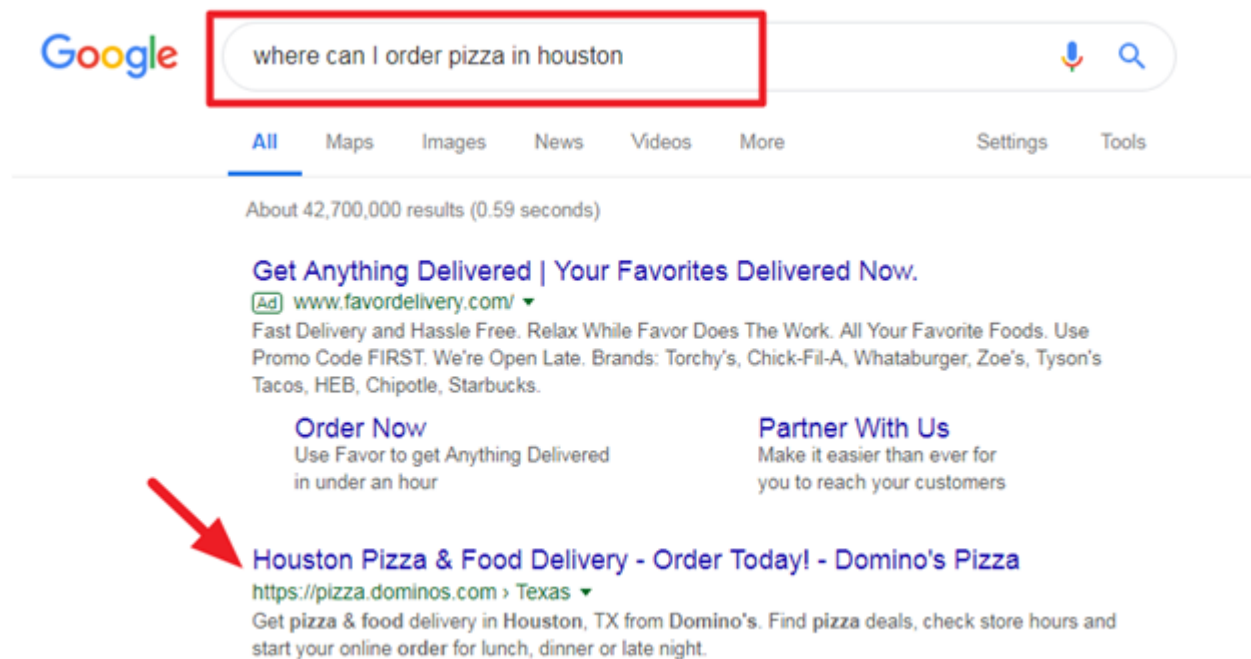 Google
where can I order pizza in houston
All Maps Images News Videos More Settings Tools
About 42,700,000 results (0.59 seconds)
Get Anything Delivered | Your Favorites Delivered Now.
Ad www.favordelivery.com/
Fast Delivery and Hassle Free. Relax While Favor Does The Work. All Your Favorite Foods. Use
Promo Code FIRST. We're Open Late. Brands: Torchy's, Chick-Fil-A, Whataburger, Zoe's, Tyson's
Tacos, HEB, Chipotle, Starbucks.
Order Now
Use Favor to get Anything Delivered
in under an hour
Partner With Us
Make it easier than ever for
you to reach your customers
Houston Pizza & Food Delivery - Order Today! - Domino's Pizza
https://pizza.dominos.com › Texas
Get pizza & food delivery in Houston, TX from Domino's. Find pizza deals, check store hours and
start your online order for lunch, dinner or late night.